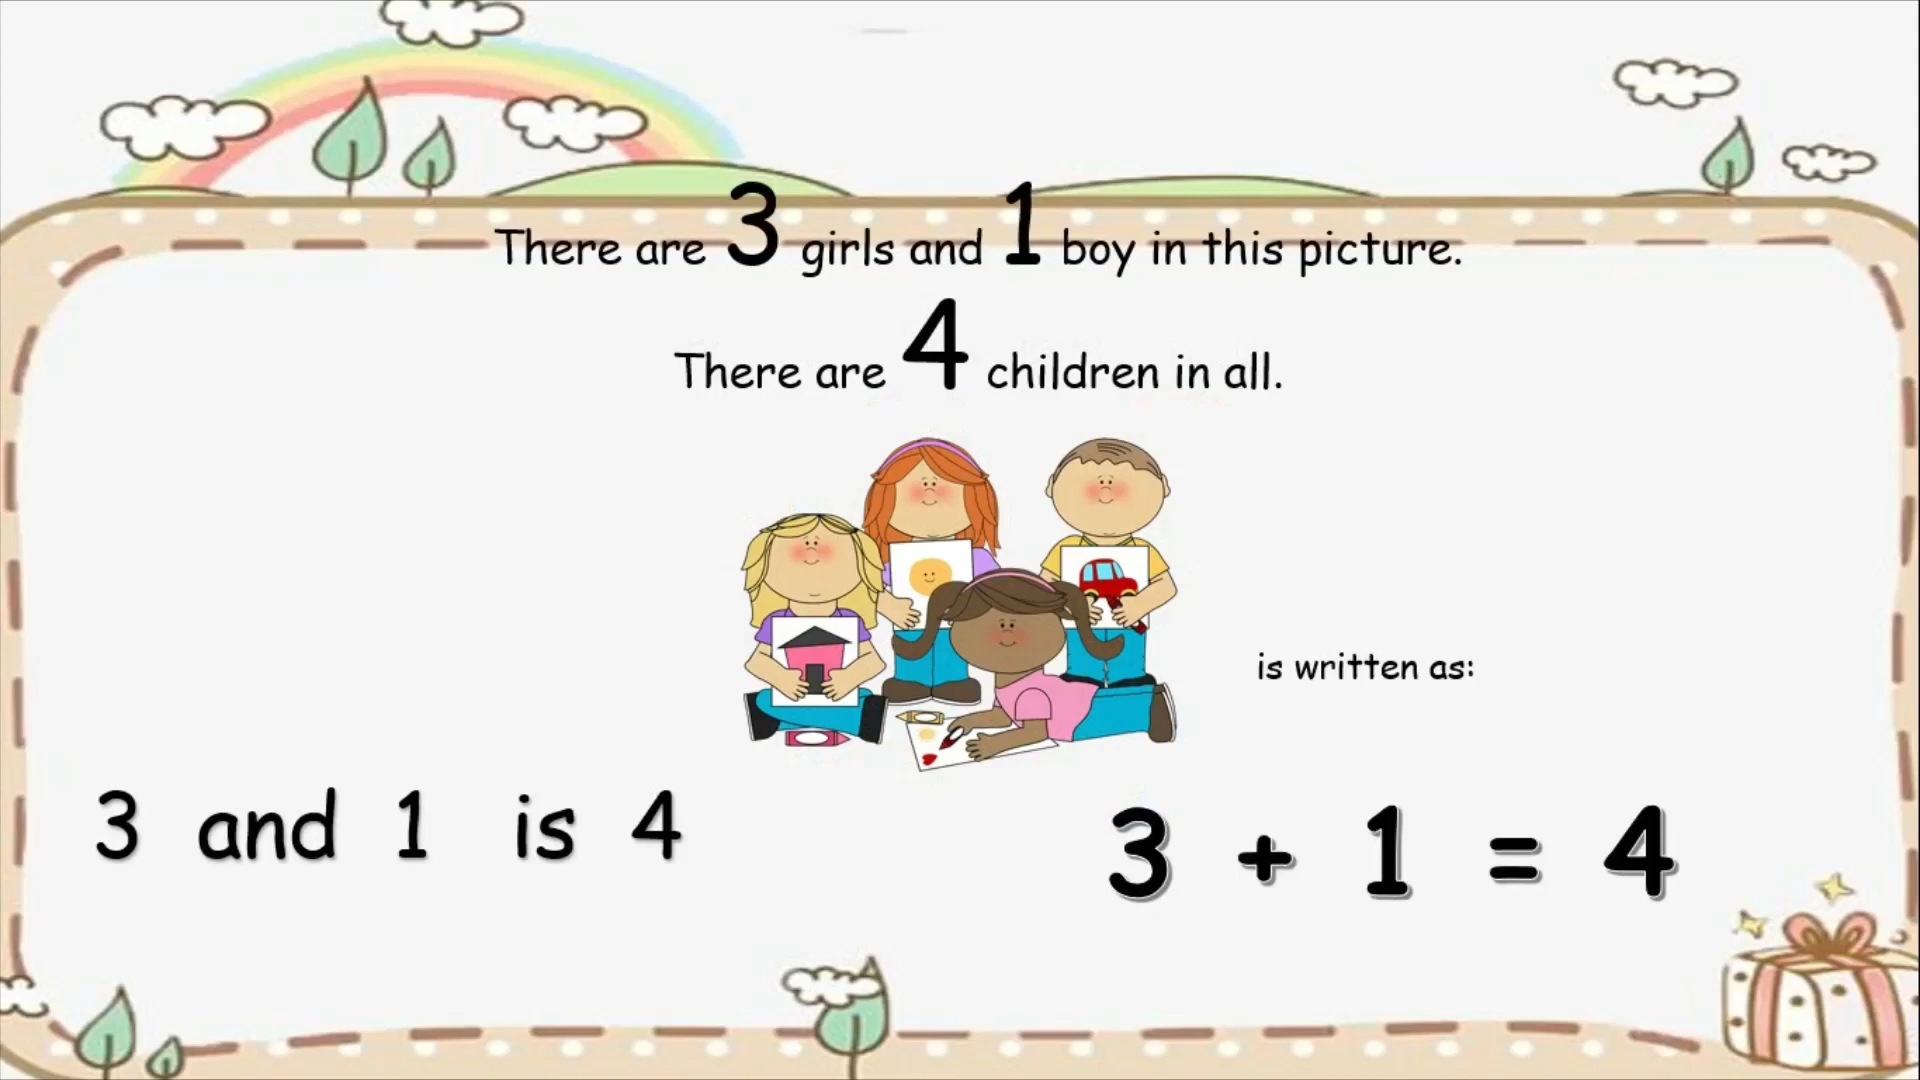 There are 3 girls and 1 boy in this picture.
There are 4 children in all.
is written as:
3 and 1 is 4
3 + 1 = 4